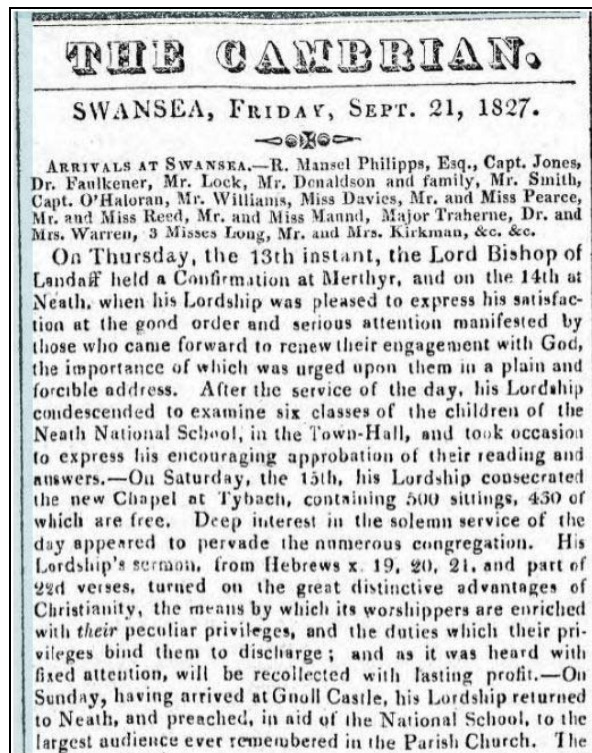 THE CAMBRIAN.
SWANSEA, FRIDAY, SEPT. 21, 1827.
ARRIVALS AT SWANSEA.—R. Mansel Philipps, Esq., Capt. Jones,
Dr. Faulkener, Mr. Lock, Mr. Donaldson and family, Mr. Smith,
Capt. O'Haloran, Mr. Williams, Miss Davies, Mr. and Miss Pearce,
Mr. and Miss Reed, Mr. and Miss Maund, Major Traherne, Dr. and
Mrs. Warren, 3 Misses Long, Mr. and Mrs. Kirkman, &c. &c.
On Thursday, the 13th instant, the Lord Bishop of
Landaff held a Confirmation at Merthyr, and on the 14th at
Neath, when his Lordship was pleased to express his satisfac-
tion at the good order and serious attention manifested by
those who came forward to renew their engagement with God,
the importance of which was urged upon them in a plain and
forcible address. After the service of the day, his Lordship
condescended to examine six classes of the children of the
Neath National School, in the Town-Hall, and took occasion
to express his encouraging approbation of their reading and
answers.—On Saturday, the 15th, his Lordship consecrated
the new Chapel at Tybach, containing 500 sittings, 430 of
which are free. Deep interest in the solemn service of the
day appeared to pervade the numerous congregation. His
Lordship's sermon, from Hebrews x. 19, 20, 21, and part of
22d verses, turned on the great distinctive advantages of
Christianity, the means by which its worshippers are enriched
with their peculiar privileges, and the duties which their pri-
vileges bind them to discharge; and as it was heard with
fixed attention, will be recollected with lasting profit.—On
Sunday, having arrived at Gnoll Castle, his Lordship returned
to Neath, and preached, in aid of the National School, to the
largest audience ever remembered in the Parish Church. The